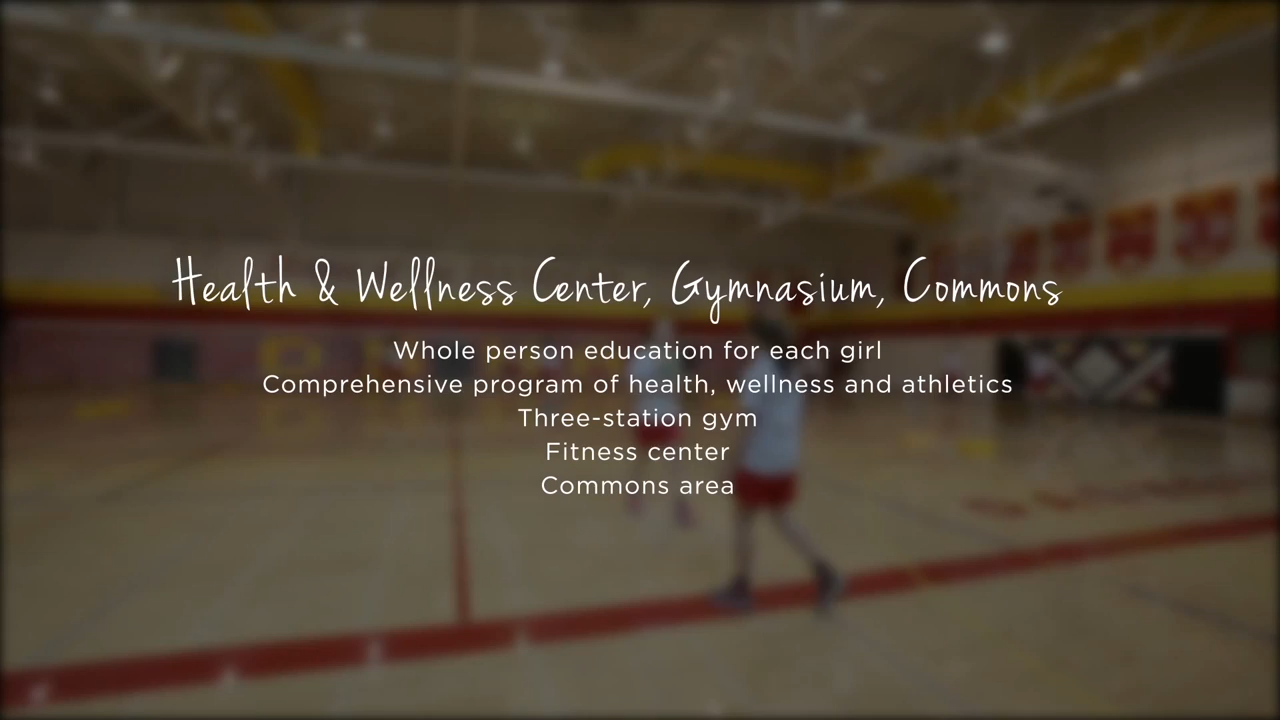 Health & Wellness Center, Gymnasium, Commons
Whole person education for each girl
Comprehensive program of health, wellness and athletics
Three-station gym
Fitness center
Commons area